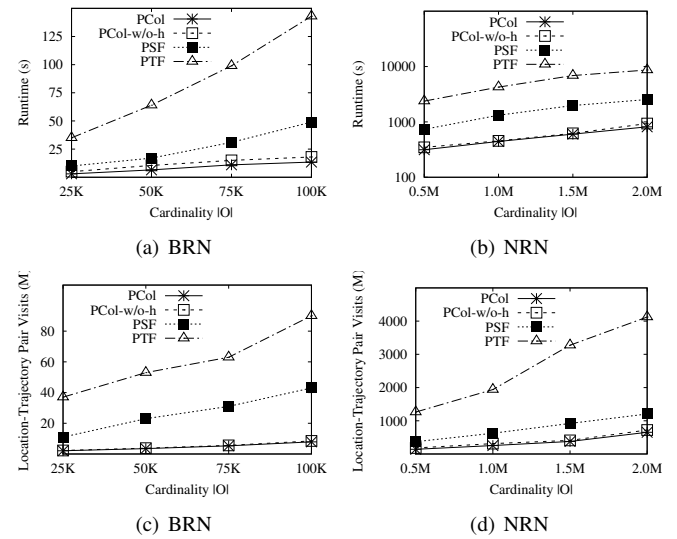 PCol
PCol-w/o-h
PSF
PTF
125
100
75
50
25
Runtime (s)
25K 50K 75K 100K
Cardinality |O|
(a) BRN
PCol
PCol-w/o-h
PSF
PTF
10000
1000
100
Runtime (s)
0.5M 1.0M 1.5M 2.0M
Cardinality |O|
(b) NRN
PCol
PCol-w/o-h
PSF
PTF
80
60
40
20
Location-Trajectory Pair Visits (M)
25K 50K 75K 100K
Cardinality |O|
(c) BRN
PCol
PCol-w/o-h
PSF
PTF
4000
3000
2000
1000
Location-Trajectory Pair Visits (M)
0.5M 1.0M 1.5M 2.0M
Cardinality |O|
(d) NRN